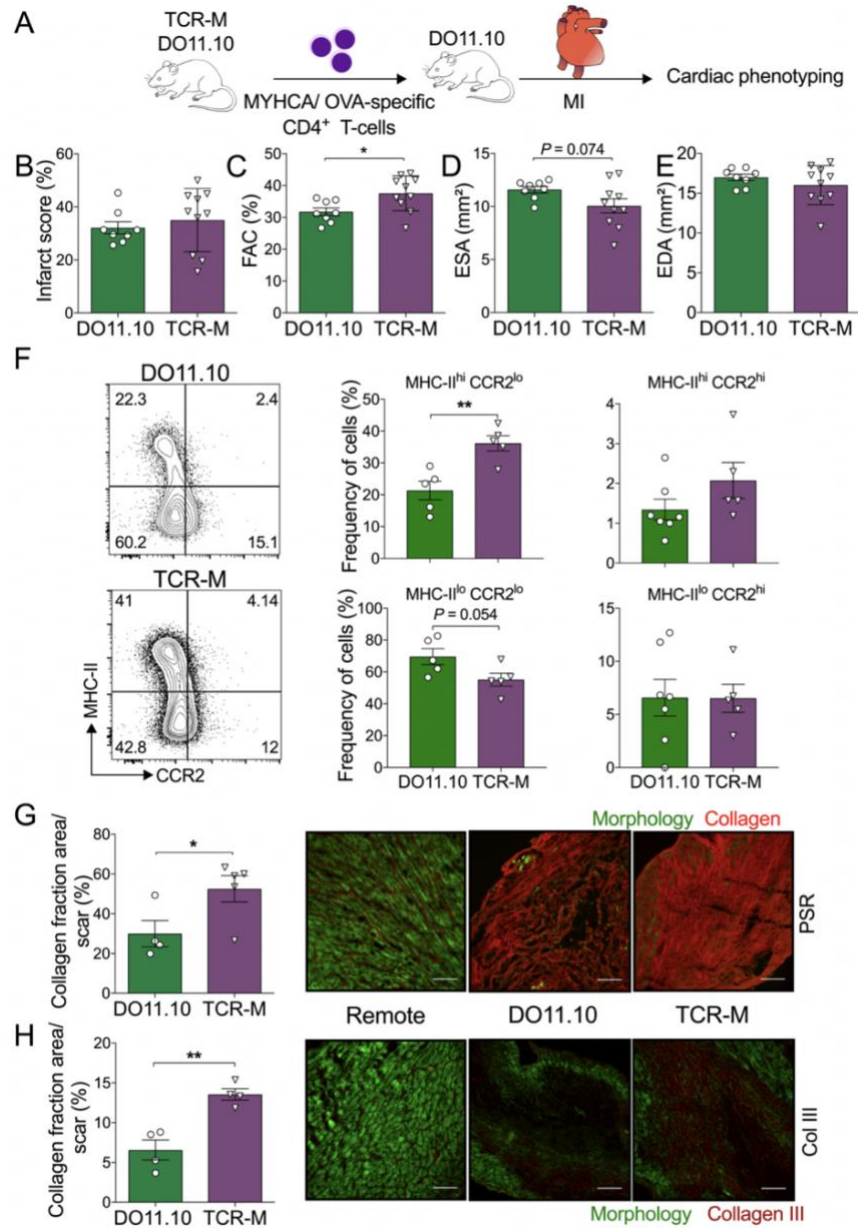 A
TCR-M
DO11.10
MYHCA/ OVA-specific
CD4⁺ T-cells
DO11.10
MI
Cardiac phenotyping
B
Infarct score (%)
60
40
20
0
DO11.10 TCR-M
C
FAC (%)
50
40
30
20
10
0
*
DO11.10 TCR-M
D
ESA (mm²)
15
10
5
0
P = 0.074
DO11.10 TCR-M
E
EDA (mm²)
20
15
10
5
0
DO11.10 TCR-M
F
DO11.10
22.3 2.4
60.2 15.1
TCR-M
41 4.14
42.8 12
MHC-II
CCR2
MHC-IIʰⁱ CCR2ˡᵒ
Frequency of cells (%)
50
40
30
20
10
0
**
MHC-IIʰⁱ CCR2ʰⁱ
4
3
2
1
0
MHC-IIˡᵒ CCR2ˡᵒ
Frequency of cells (%)
100
80
60
40
20
0
P = 0.054
DO11.10 TCR-M
MHC-IIˡᵒ CCR2ʰⁱ
15
10
5
0
DO11.10 TCR-M
G
Collagen fraction area/
scar (%)
80
60
40
20
0
*
DO11.10 TCR-M
Morphology Collagen
PSR
Remote DO11.10 TCR-M
H
Collagen fraction area/
scar (%)
20
15
10
5
0
**
DO11.10 TCR-M
Col III
Morphology Collagen III